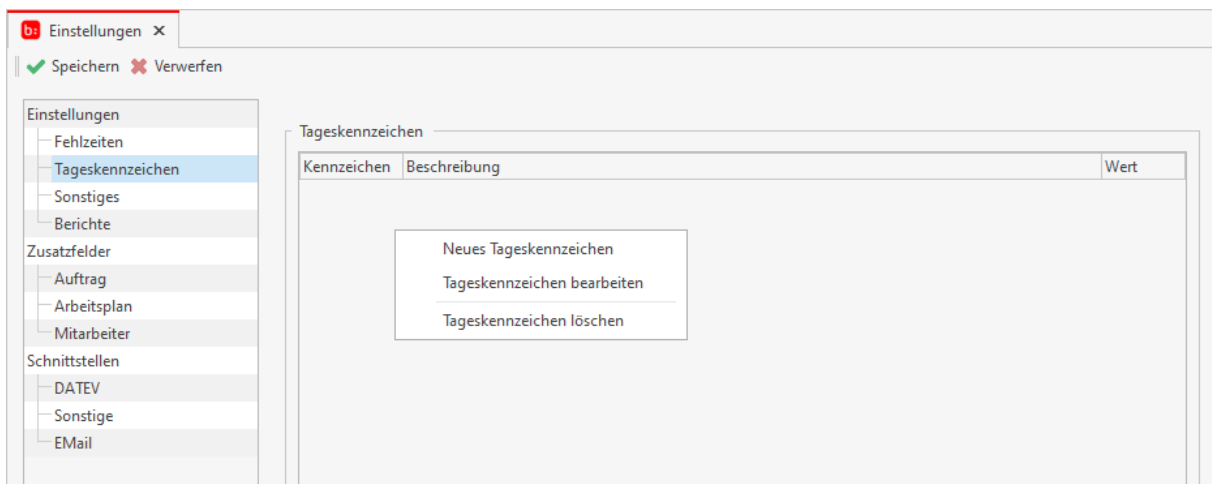 b: Einstellungen
Speichern Verwerfen
Einstellungen
Fehlzeiten
Tageskennzeichen
Sonstiges
Berichte
Zusatzfelder
Auftrag
Arbeitsplan
Mitarbeiter
Schnittstellen
DATEV
Sonstige
EMail
Tageskennzeichen
Kennzeichen Beschreibung Wert
Neues Tageskennzeichen
Tageskennzeichen bearbeiten
Tageskennzeichen löschen